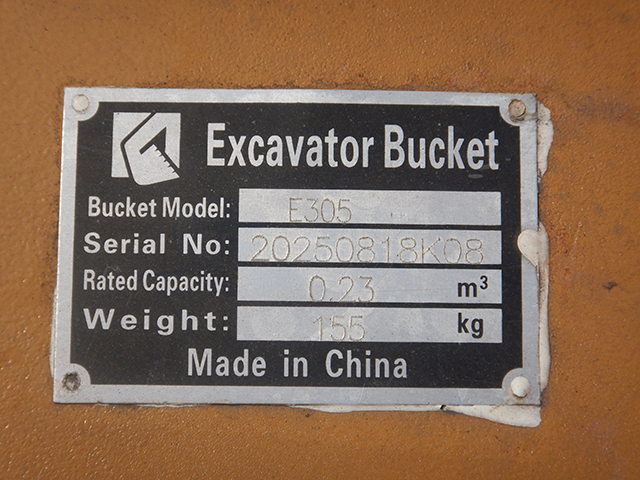 Excavator Bucket
Bucket Model: E305
Serial No: 20250818K08
Rated Capacity: 0.23 m³
Weight: 155 kg
Made in China